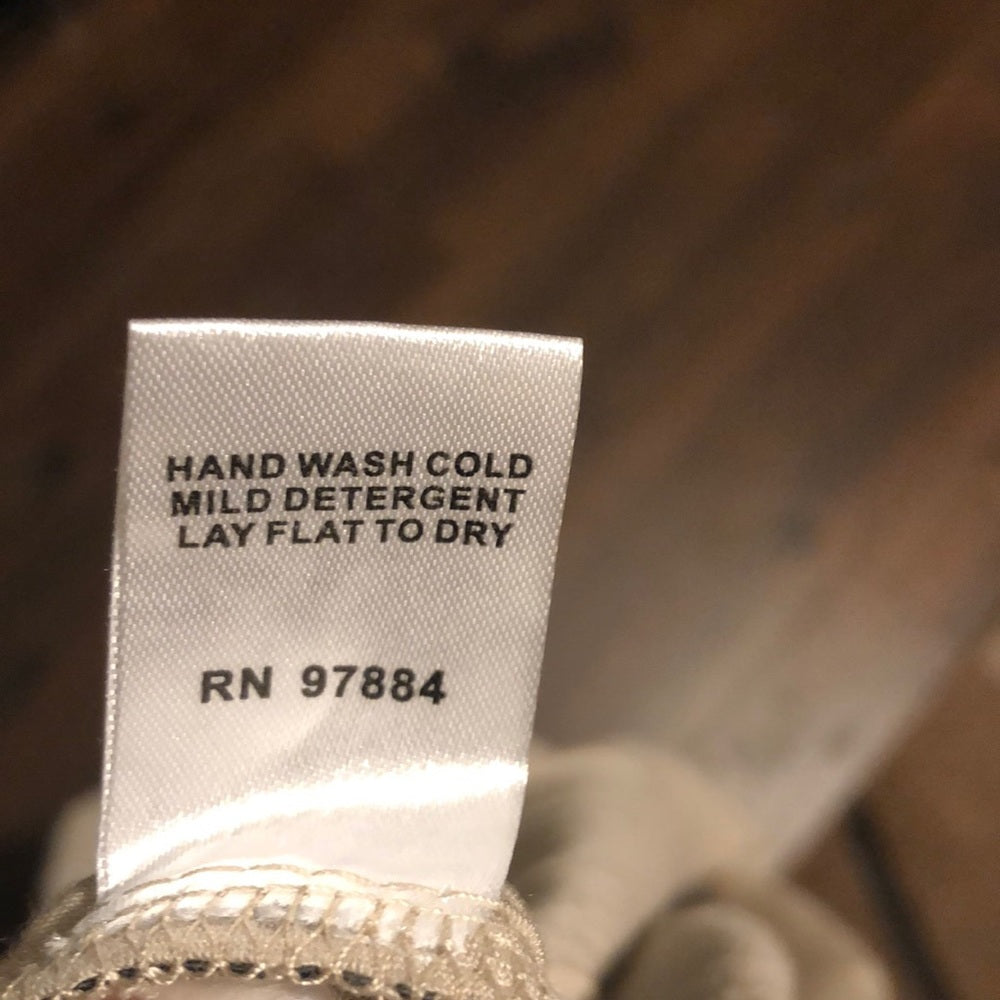 HAND WASH COLD
MILD DETERGENT
LAY FLAT TO DRY
RN 97884